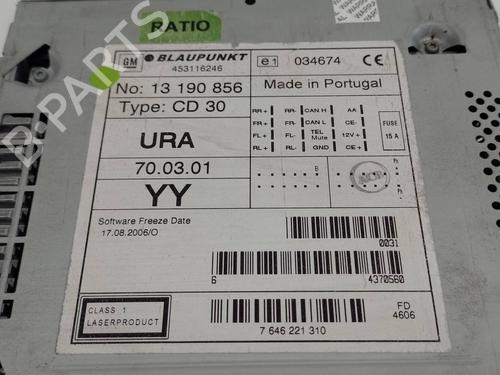 RATIO
GM BLAUPUNKT
453116246
e1 034674 CE
No: 13 190 856
Made in Portugal
Type: CD 30
RR+ RR- CAN H AA
FR+ FR- CAN L CE-
FL+ FL- TEL Mute 12V+
RL+ RL- GND CE+
FUSE
15 A
URA
70.03.01
YY
Software Freeze Date
17.08.2006/O
0031
6 4370560
CLASS 1
LASERPRODUCT
FD
4606
7 646 221 310
B-PARTS